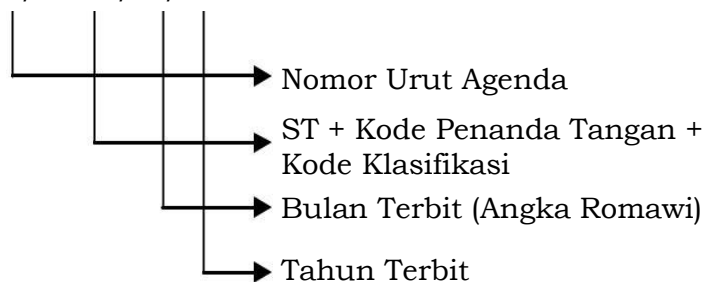 Nomor Urut Agenda
ST + Kode Penanda Tangan +
Kode Klasifikasi
Bulan Terbit (Angka Romawi)
Tahun Terbit